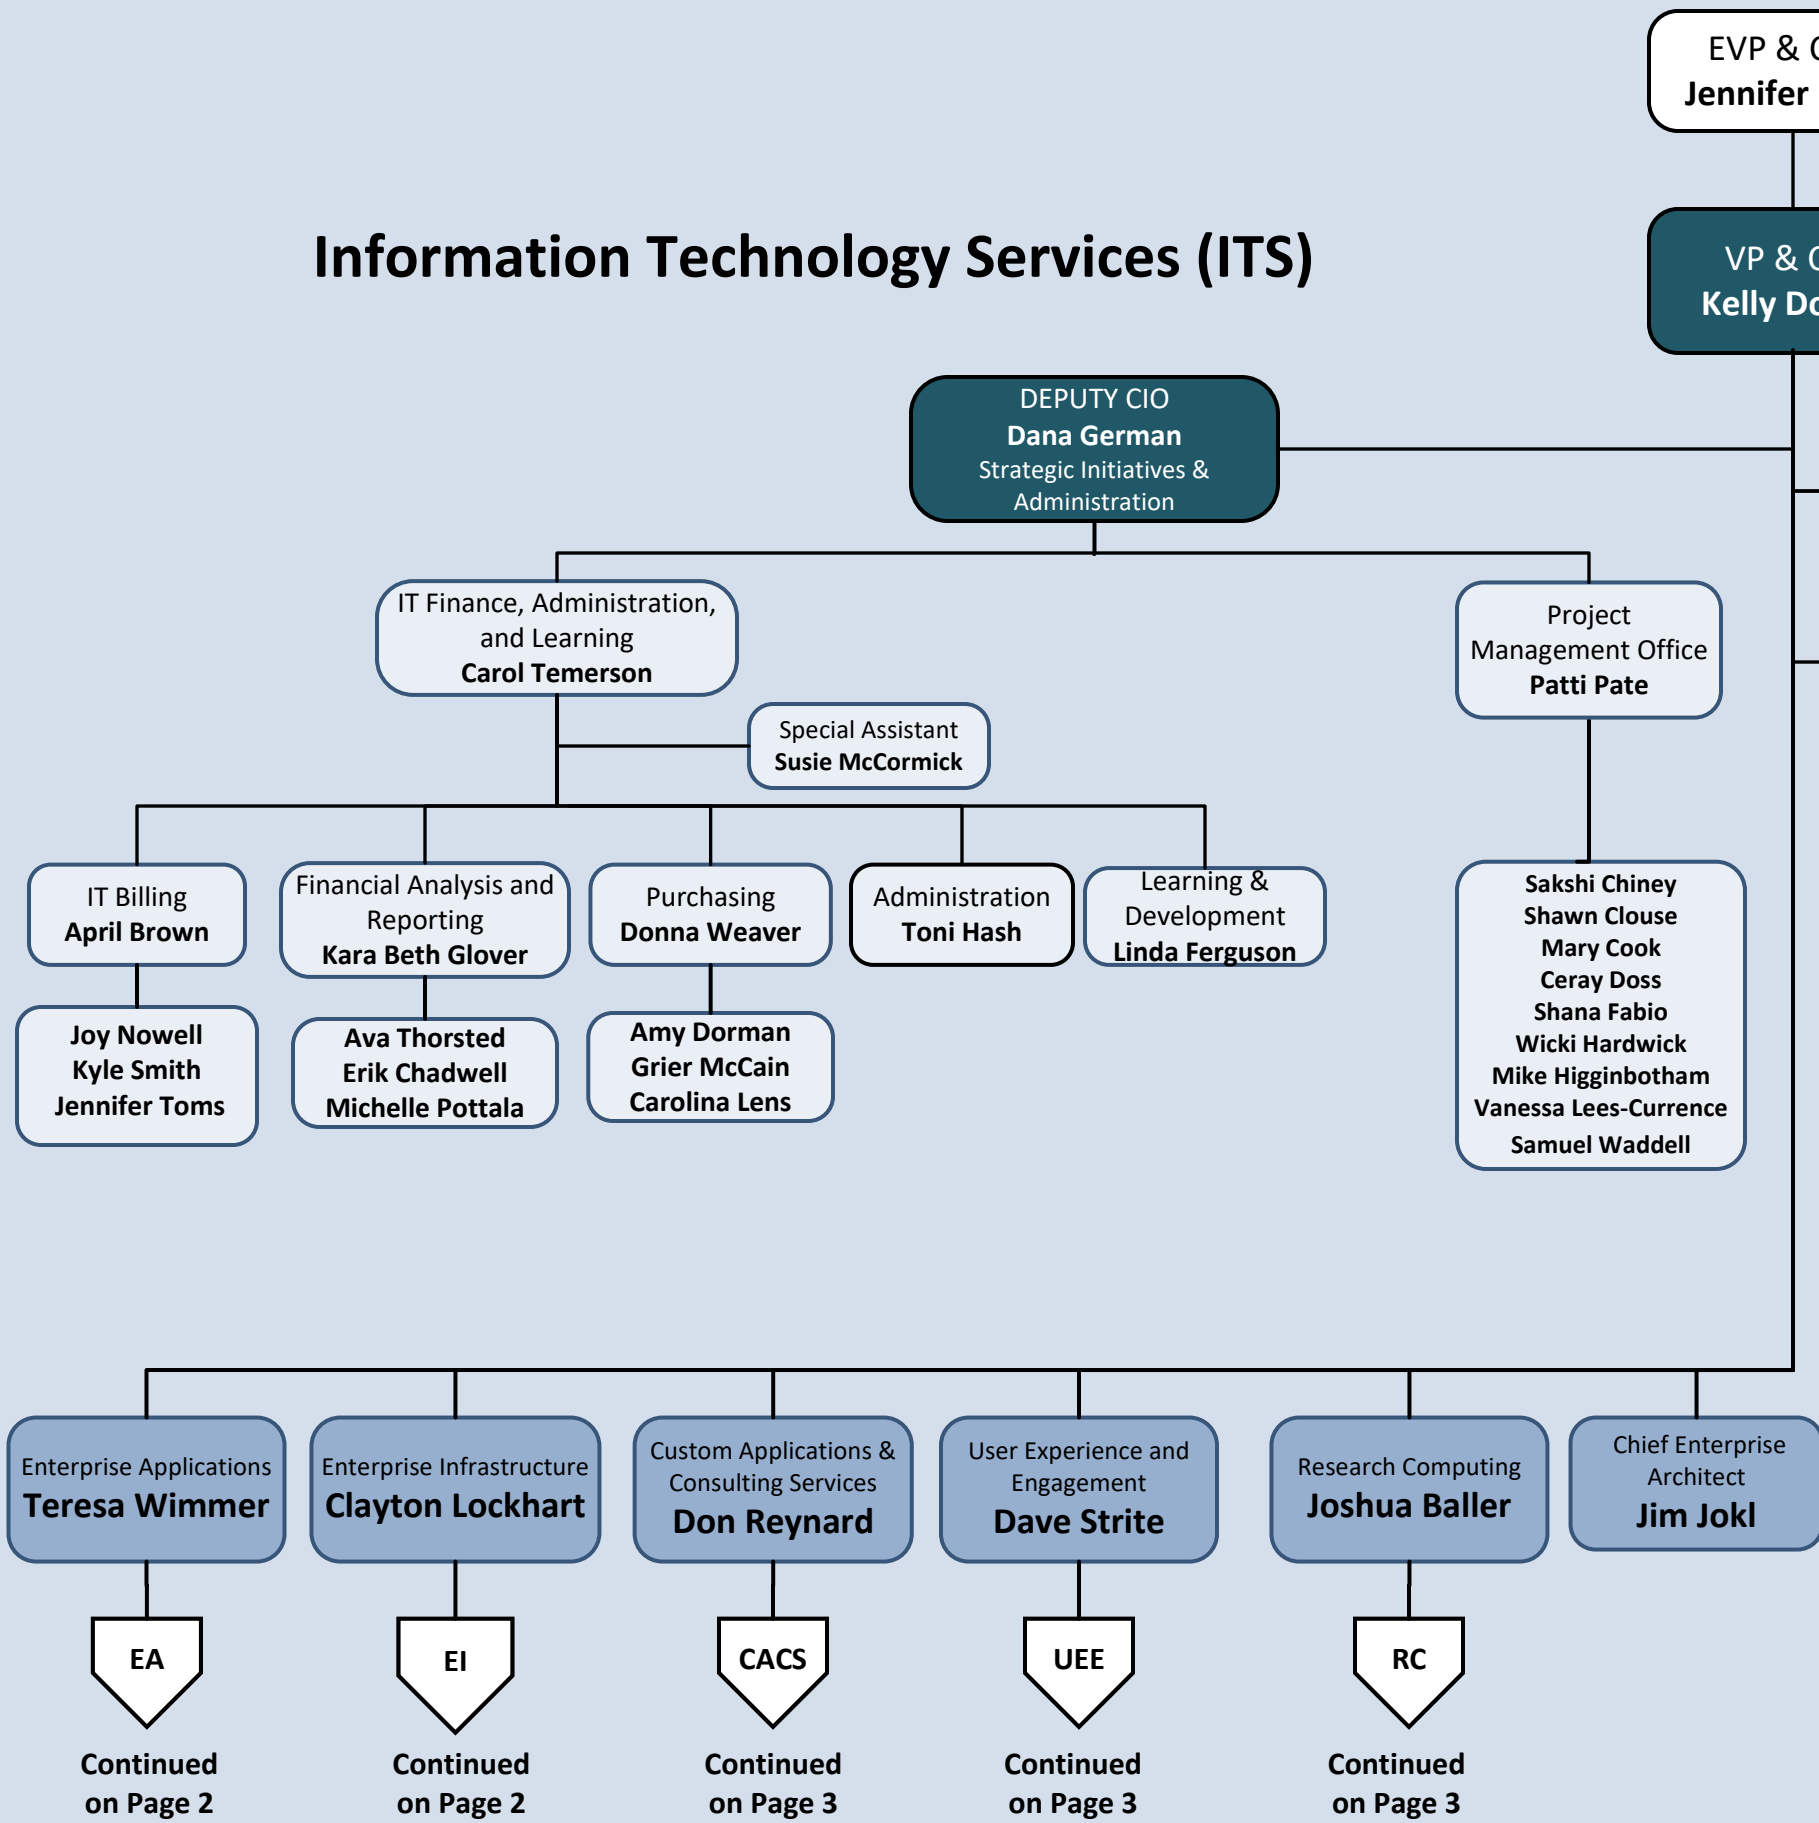 EVP &
Jennifer
Information Technology Services (ITS)
VP &
Kelly
DEPUTY CIO
Dana German
Strategic Initiatives &
Administration
IT Finance, Administration,
and Learning
Carol Temerson
Project
Management Office
Patti Pate
Special Assistant
Susie McCormick
IT Billing
April Brown
Financial Analysis and
Reporting
Kara Beth Glover
Purchasing
Donna Weaver
Administration
Toni Hash
Learning &
Development
Linda Ferguson
Joy Nowell
Kyle Smith
Jennifer Toms
Ava Thorsted
Erik Chadwell
Michelle Pottala
Amy Dorman
Grier McCain
Carolina Lens
Sakshi Chiney
Shawn Clouse
Mary Cook
Ceray Doss
Shana Fabio
Wicki Hardwick
Mike Higginbotham
Vanessa Lees-Currence
Samuel Waddell
Enterprise Applications
Teresa Wimmer
Enterprise Infrastructure
Clayton Lockhart
Custom Applications &
Consulting Services
Don Reynard
User Experience and
Engagement
Dave Strite
Research Computing
Joshua Baller
Chief Enterprise
Architect
Jim Jokl
EA
EI
CACS
UEE
RC
Continued
on Page 2
Continued
on Page 2
Continued
on Page 3
Continued
on Page 3
Continued
on Page 3